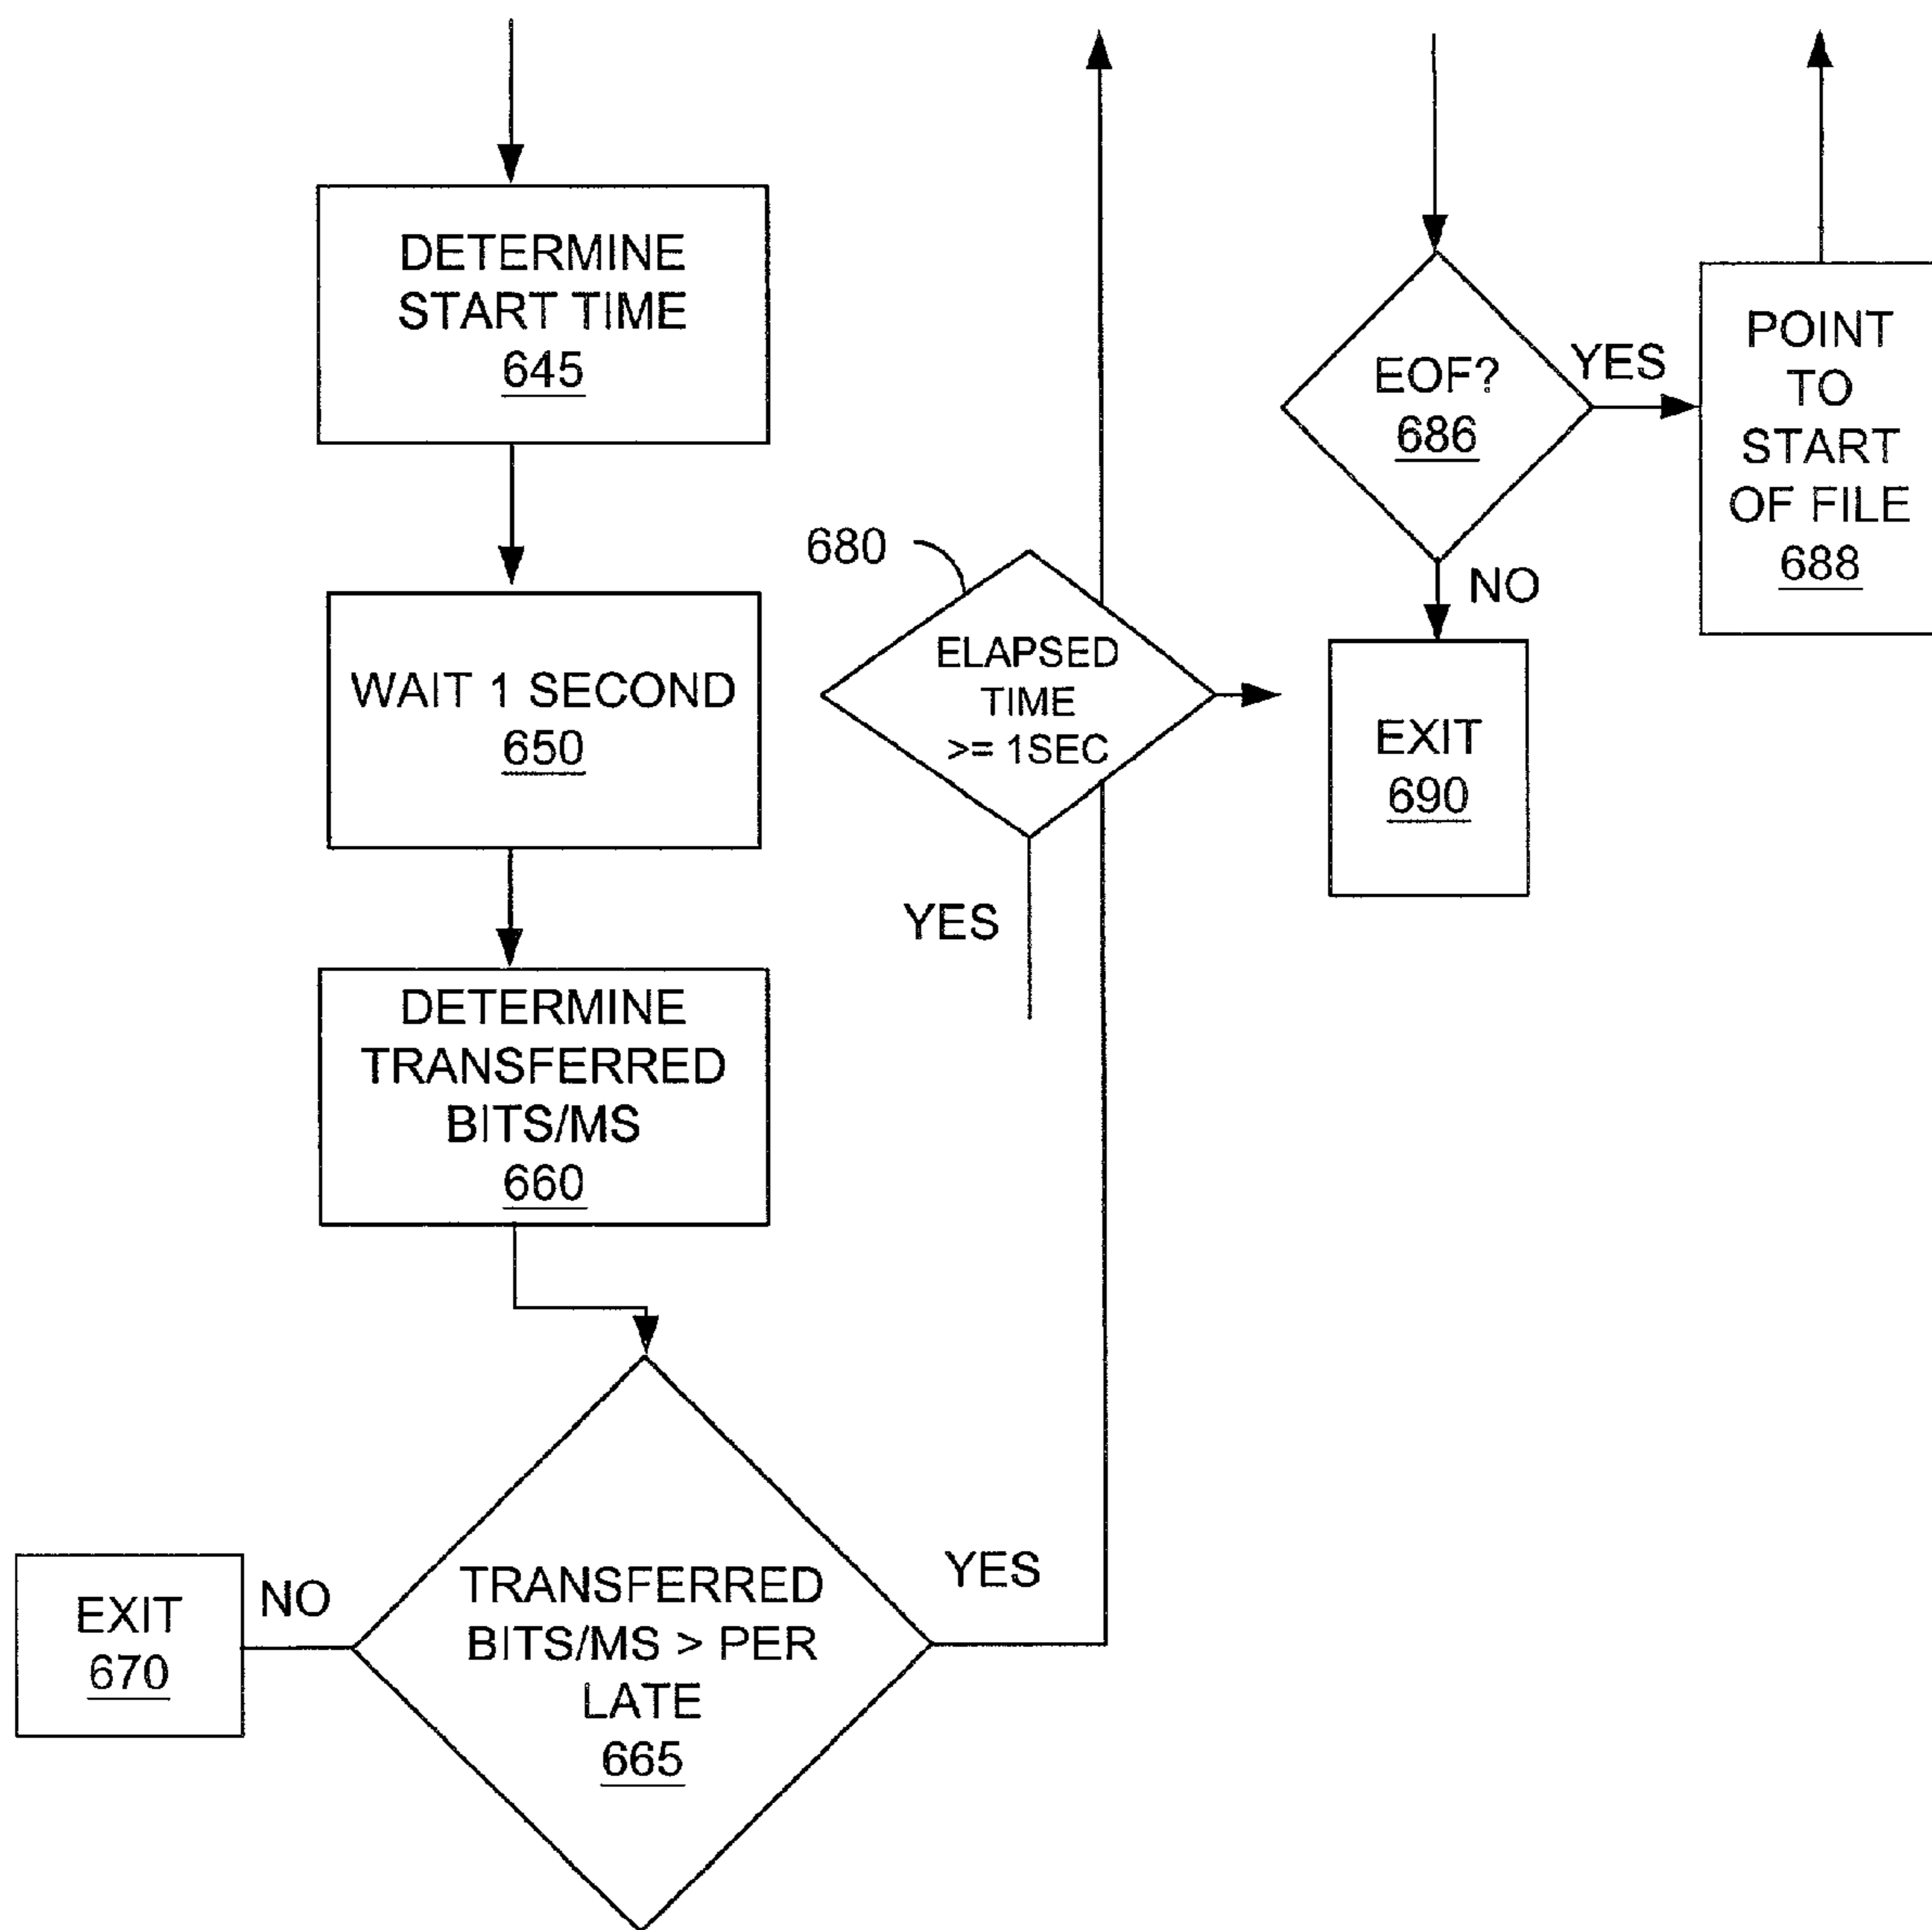 DETERMINE
START TIME
645
WAIT 1 SECOND
650
DETERMINE
TRANSFERRED
BITS/MS
660
TRANSFERRED
BITS/MS > PER
LATE
665
NO
EXIT
670
YES
680
ELAPSED
TIME
>= 1SEC
YES
EOF?
686
YES
NO
EXIT
690
POINT
TO
START
OF FILE
688